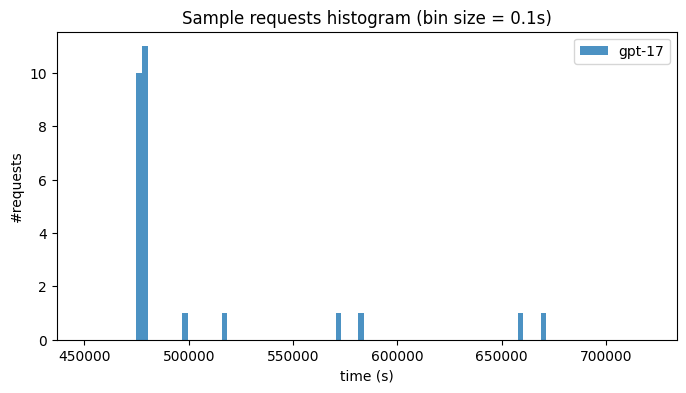 Sample requests histogram (bin size = 0.1s)
gpt-17
10
8
6
4
2
0
#requests
450000 500000 550000 600000 650000 700000
time (s)